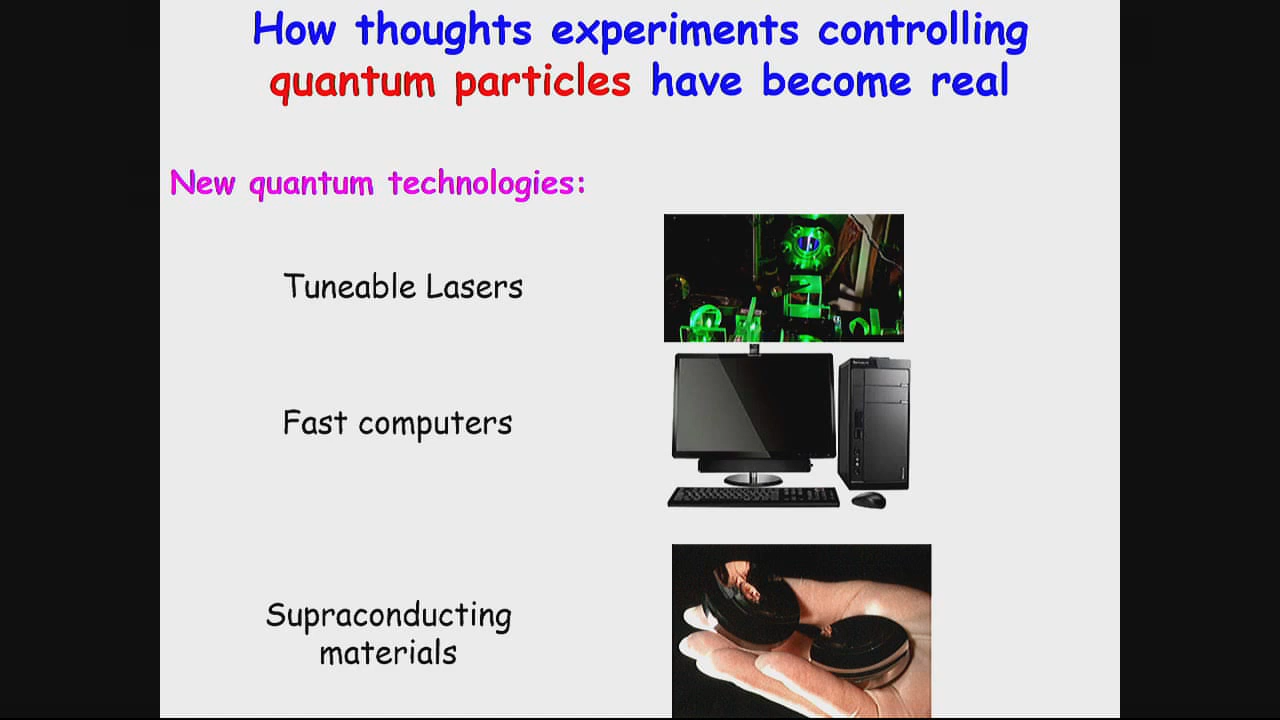 How thoughts experiments controlling
quantum particles have become real
New quantum technologies:
Tuneable Lasers
Fast computers
Supraconducting
materials